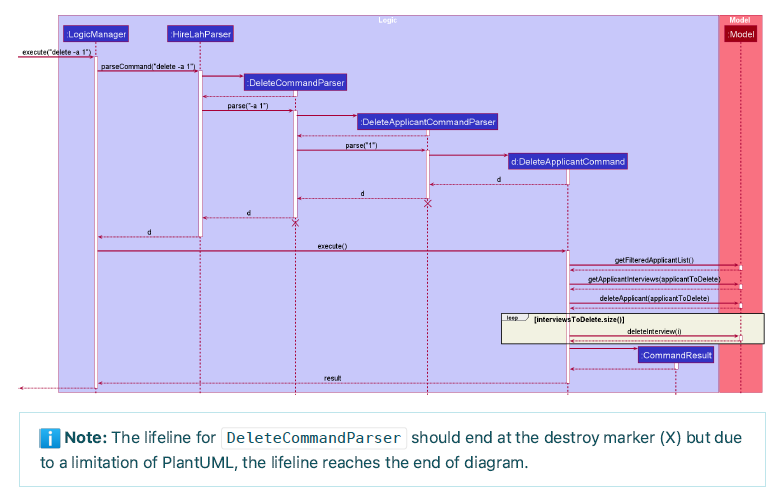 Logic
Model
:LogicManager
:HireLahParser
:Model
execute("delete -a 1")
parseCommand("delete -a 1")
:DeleteCommandParser
parse("-a 1")
:DeleteApplicantCommandParser
parse("1")
d:DeleteApplicantCommand
d
d
d
d
execute()
getFilteredApplicantList()
getApplicantInterviews(applicantToDelete)
deleteApplicant(applicantToDelete)
loop [interviewsToDelete.size()]
deleteInterview(i)
:CommandResult
result
Note: The lifeline for DeleteCommandParser should end at the destroy marker (X) but due
to a limitation of PlantUML, the lifeline reaches the end of diagram.